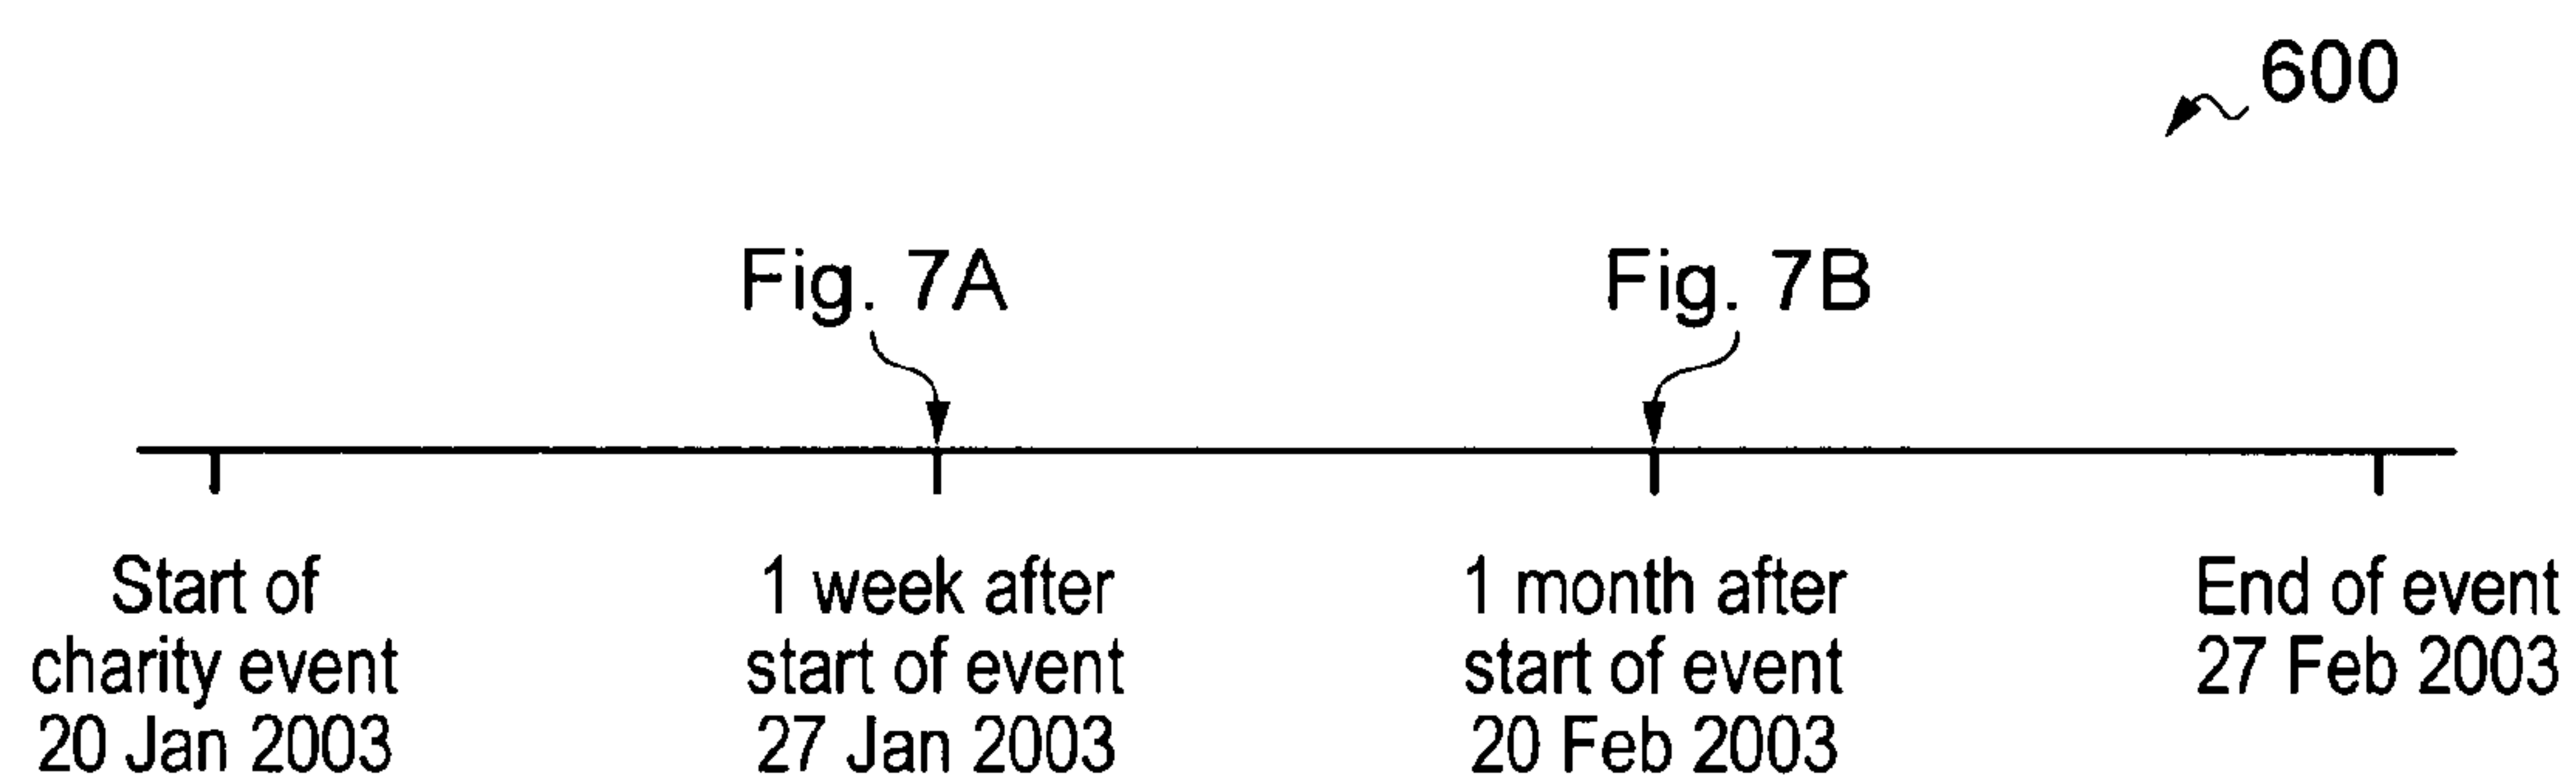 600
Fig. 7A
Fig. 7B
Start of
charity event
20 Jan 2003
1 week after
start of event
27 Jan 2003
1 month after
start of event
20 Feb 2003
End of event
27 Feb 2003